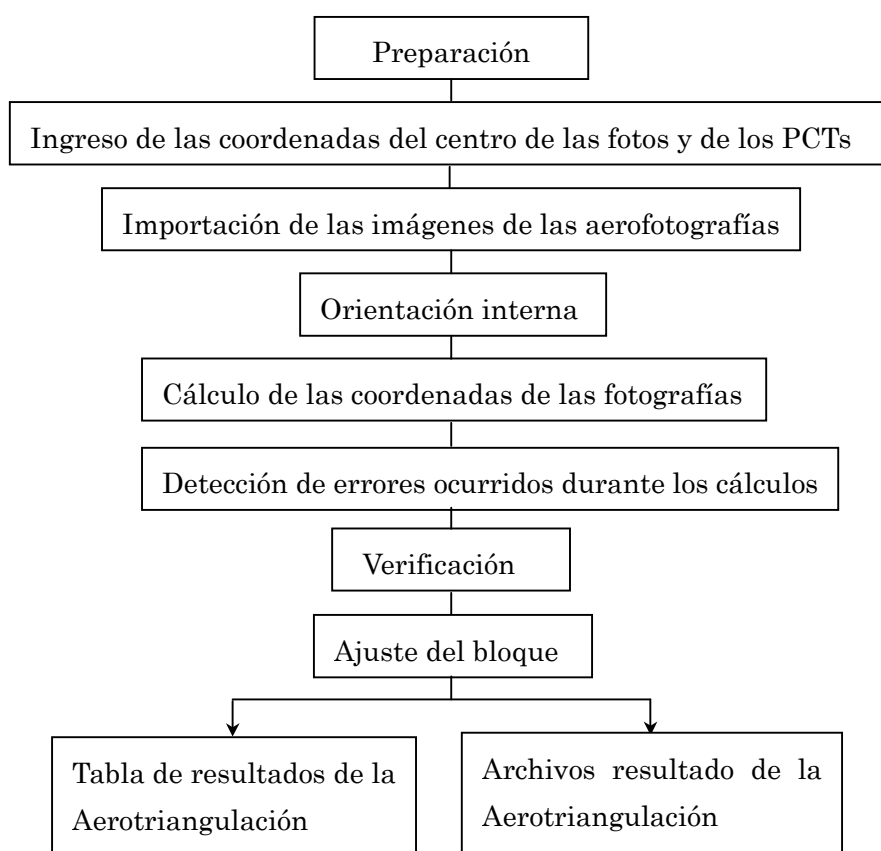 Preparación
Ingreso de las coordenadas del centro de las fotos y de los PCTs
Importación de las imágenes de las aerofotografías
Orientación interna
Cálculo de las coordenadas de las fotografías
Detección de errores ocurridos durante los cálculos
Verificación
Ajuste del bloque
Tabla de resultados de la
Aerotriangulación
Archivos resultado de la
Aerotriangulación